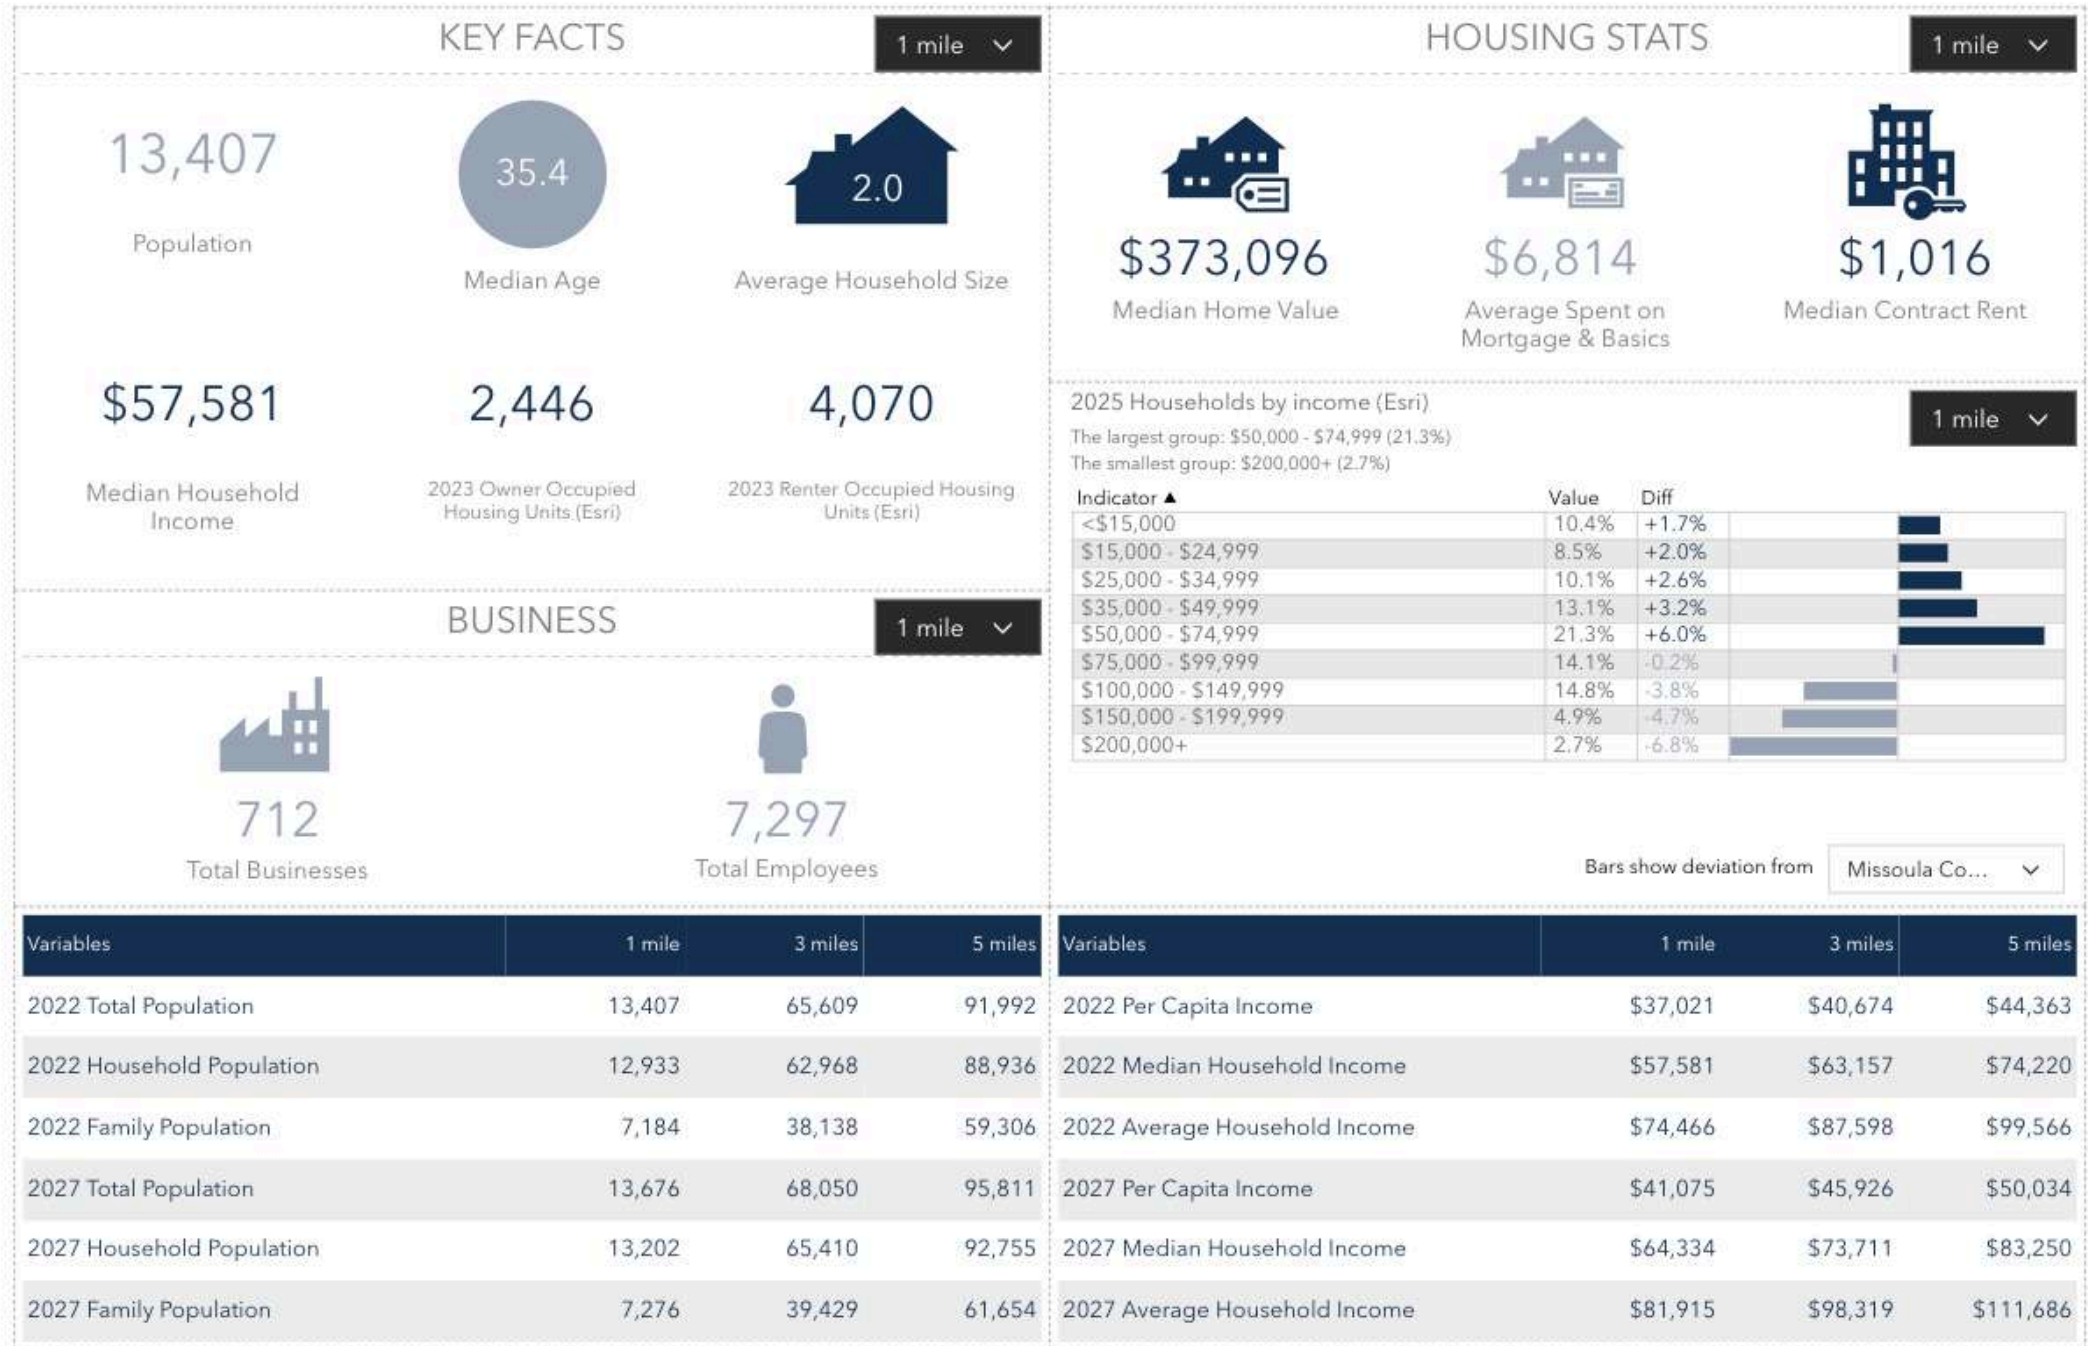 KEY FACTS
1 mile
13,407
Population
35.4
Median Age
2.0
Average Household Size
$57,581
Median Household
Income
2,446
2023 Owner Occupied
Housing Units (Esri)
4,070
2023 Renter Occupied Housing
Units (Esri)
BUSINESS
1 mile
712
Total Businesses
7,297
Total Employees
HOUSING STATS
1 mile
$373,096
Median Home Value
$6,814
Average Spent on
Mortgage & Basics
$1,016
Median Contract Rent
2025 Households by income (Esri)
The largest group: $50,000 - $74,999 (21.3%)
The smallest group: $200,000+ (2.7%)
1 mile
Indicator ▲ Value Diff
<$15,000 10.4% +1.7%
$15,000 - $24,999 8.5% +2.0%
$25,000 - $34,999 10.1% +2.6%
$35,000 - $49,999 13.1% +3.2%
$50,000 - $74,999 21.3% +6.0%
$75,000 - $99,999 14.1% -0.2%
$100,000 - $149,999 14.8% -3.8%
$150,000 - $199,999 4.9% -4.7%
$200,000+ 2.7% -6.8%
Bars show deviation from Missoula Co...
Variables 1 mile 3 miles 5 miles
2022 Total Population 13,407 65,609 91,992
2022 Household Population 12,933 62,968 88,936
2022 Family Population 7,184 38,138 59,306
2027 Total Population 13,676 68,050 95,811
2027 Household Population 13,202 65,410 92,755
2027 Family Population 7,276 39,429 61,654
Variables 1 mile 3 miles 5 miles
2022 Per Capita Income $37,021 $40,674 $44,363
2022 Median Household Income $57,581 $63,157 $74,220
2022 Average Household Income $74,466 $87,598 $99,566
2027 Per Capita Income $41,075 $45,926 $50,034
2027 Median Household Income $64,334 $73,711 $83,250
2027 Average Household Income $81,915 $98,319 $111,686